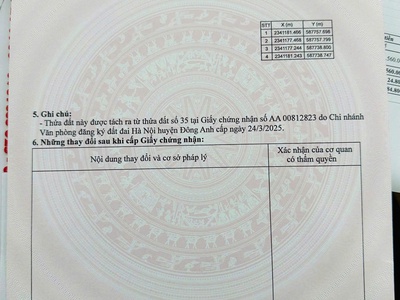 STT X (m) Y (m)
1 2341181.468 587757.698
2 2341177.468 587757.799
3 2341177.244 587738.800
4 2341181.243 587738.747
5. Ghi chú:
- Thửa đất này được tách ra từ thửa đất số 35 tại Giấy chứng nhận số AA 00812823 do Chi nhánh
Văn phòng đăng ký đất đai Hà Nội huyện Đông Anh cấp ngày 24/3/2025.
6. Những thay đổi sau khi cấp Giấy chứng nhận:
Nội dung thay đổi và cơ sở pháp lý
Xác nhận của cơ quan
có thẩm quyền